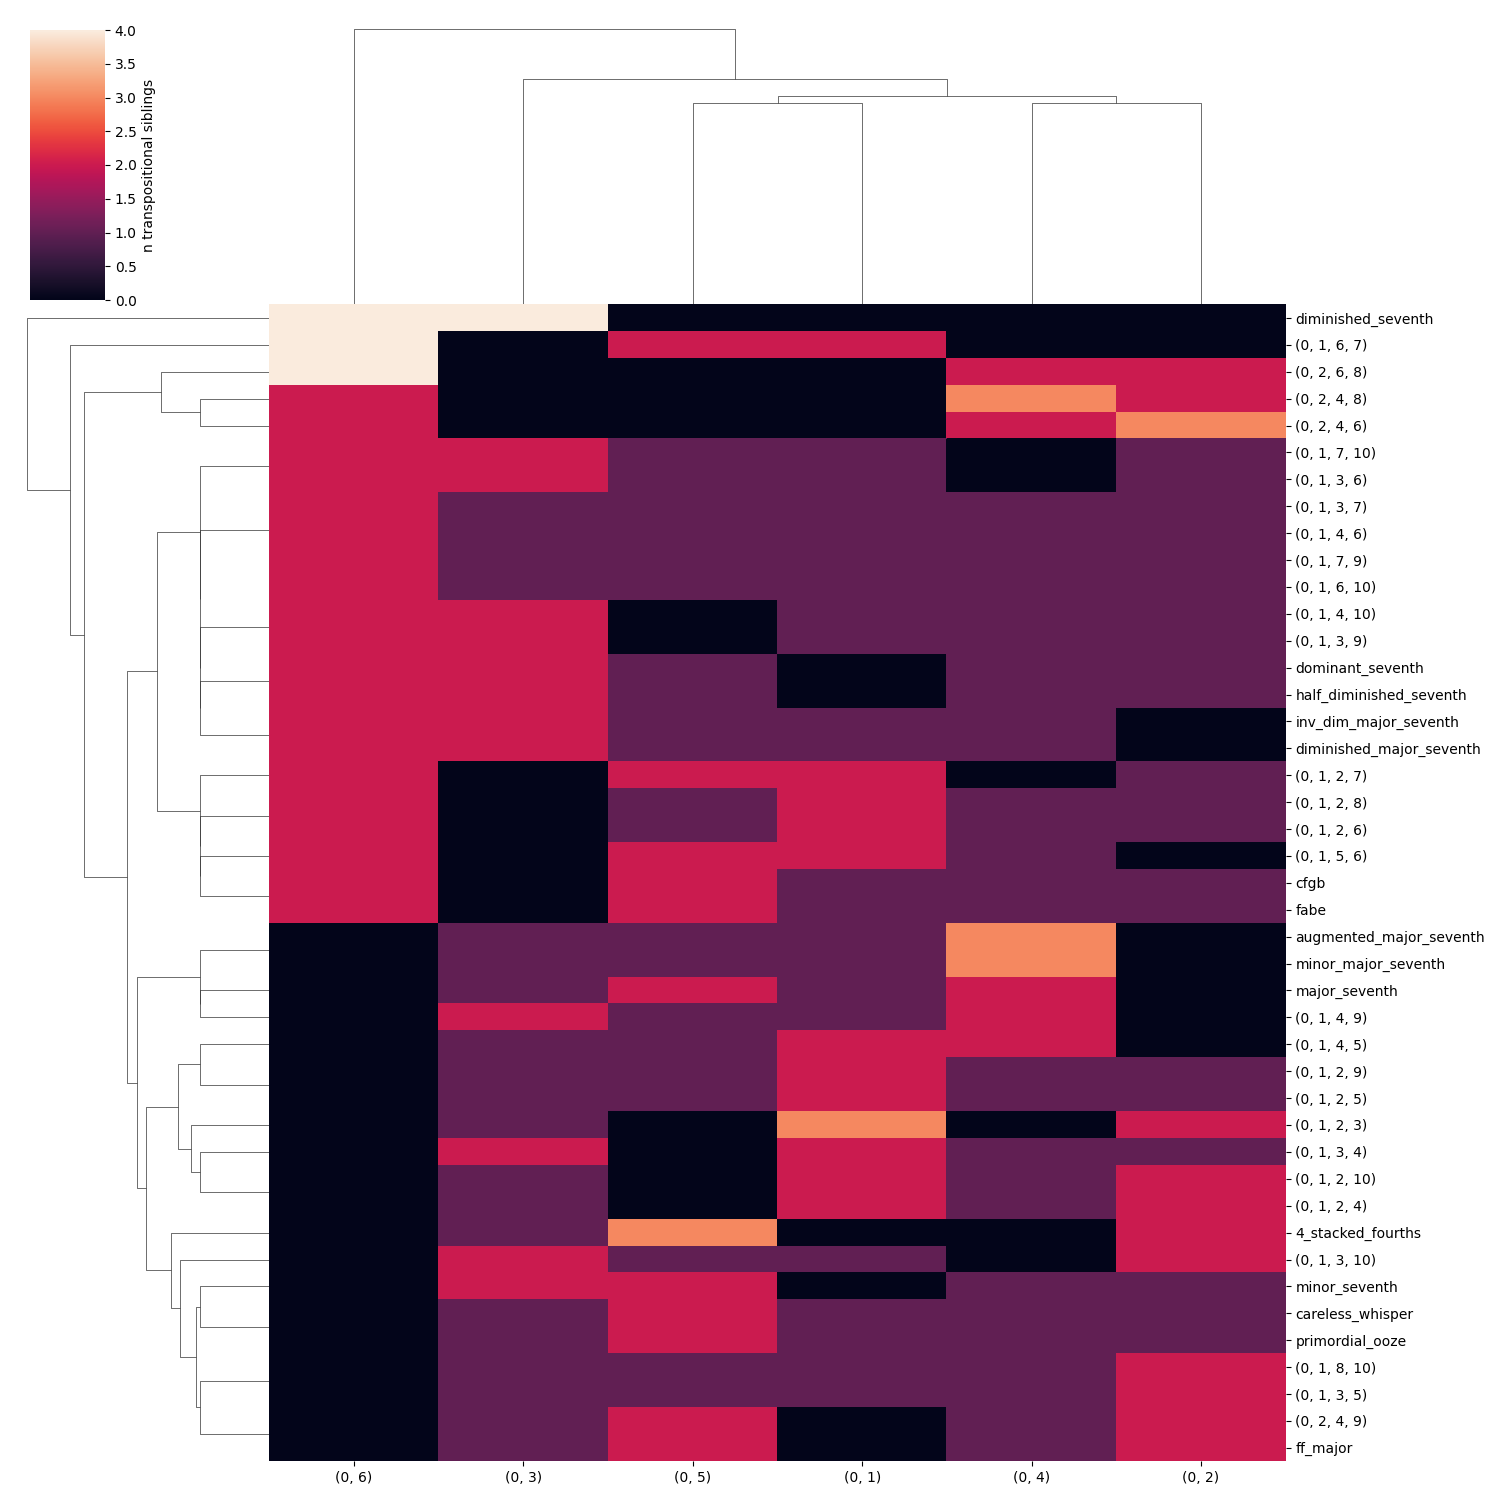 4.0
3.5
3.0
2.5
2.0
1.5
1.0
0.5
0.0
n transpositional siblings
diminished_seventh
(0, 1, 6, 7)
(0, 2, 6, 8)
(0, 2, 4, 8)
(0, 2, 4, 6)
(0, 1, 7, 10)
(0, 1, 3, 6)
(0, 1, 3, 7)
(0, 1, 4, 6)
(0, 1, 7, 9)
(0, 1, 6, 10)
(0, 1, 4, 10)
(0, 1, 3, 9)
dominant_seventh
half_diminished_seventh
inv_dim_major_seventh
diminished_major_seventh
(0, 1, 2, 7)
(0, 1, 2, 8)
(0, 1, 2, 6)
(0, 1, 5, 6)
cfgb
fabe
augmented_major_seventh
minor_major_seventh
major_seventh
(0, 1, 4, 9)
(0, 1, 4, 5)
(0, 1, 2, 9)
(0, 1, 2, 5)
(0, 1, 2, 3)
(0, 1, 3, 4)
(0, 1, 2, 10)
(0, 1, 2, 4)
4_stacked_fourths
(0, 1, 3, 10)
minor_seventh
careless_whisper
primordial_ooze
(0, 1, 8, 10)
(0, 1, 3, 5)
(0, 2, 4, 9)
ff_major
(0, 6) (0, 3) (0, 5) (0, 1) (0, 4) (0, 2)